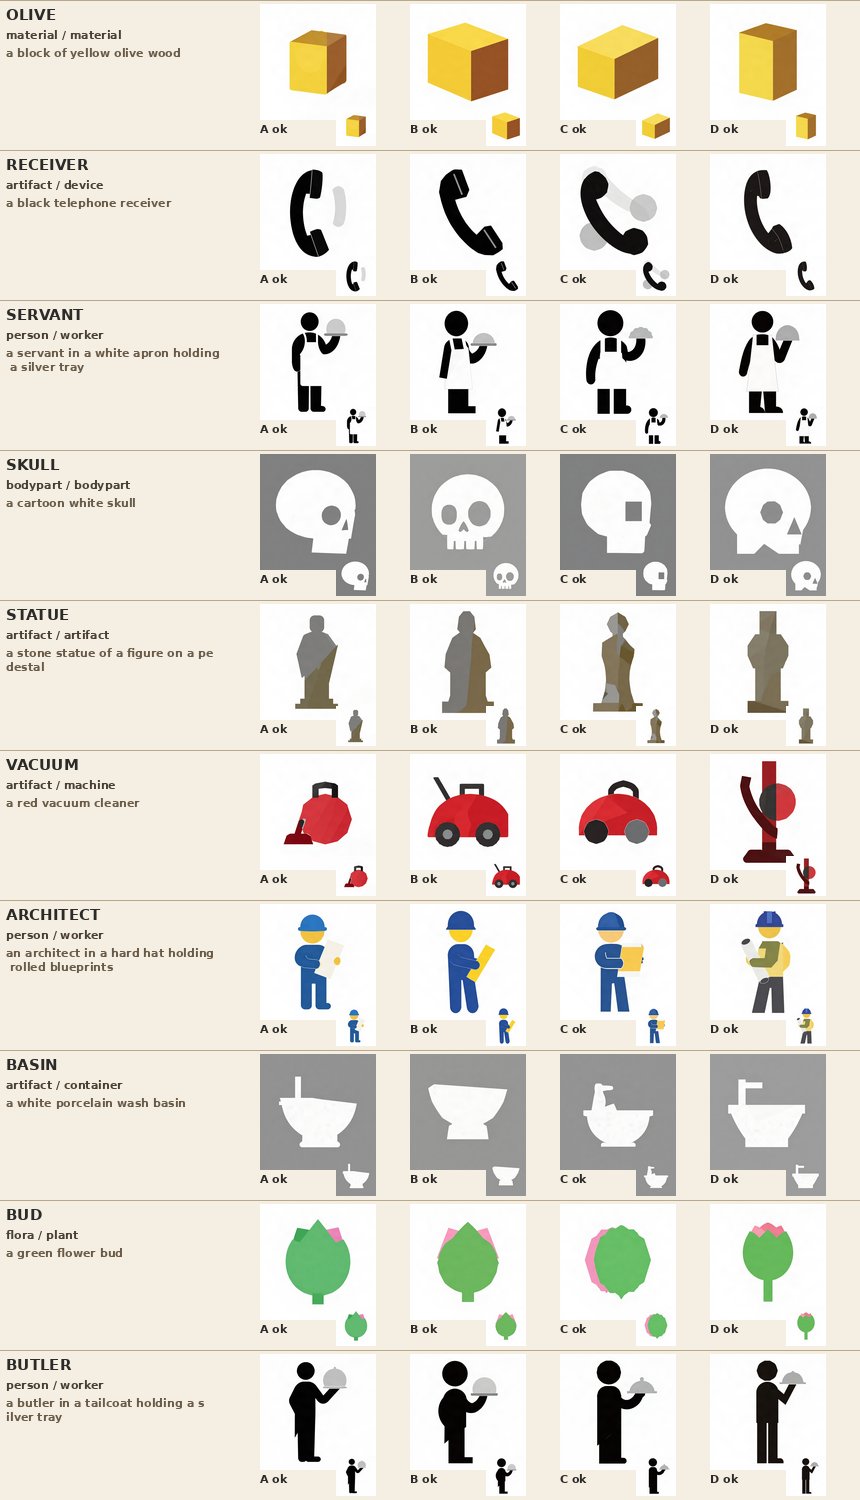 OLIVE
material / material
a block of yellow olive wood
A ok
B ok
C ok
D ok
RECEIVER
artifact / device
a black telephone receiver
A ok
B ok
C ok
D ok
SERVANT
person / worker
a servant in a white apron holding
a silver tray
A ok
B ok
C ok
D ok
SKULL
bodypart / bodypart
a cartoon white skull
A ok
B ok
C ok
D ok
STATUE
artifact / artifact
a stone statue of a figure on a pe
destal
A ok
B ok
C ok
D ok
VACUUM
artifact / machine
a red vacuum cleaner
A ok
B ok
C ok
D ok
ARCHITECT
person / worker
an architect in a hard hat holding
rolled blueprints
A ok
B ok
C ok
D ok
BASIN
artifact / container
a white porcelain wash basin
A ok
B ok
C ok
D ok
BUD
flora / plant
a green flower bud
A ok
B ok
C ok
D ok
BUTLER
person / worker
a butler in a tailcoat holding a s
ilver tray
A ok
B ok
C ok
D ok